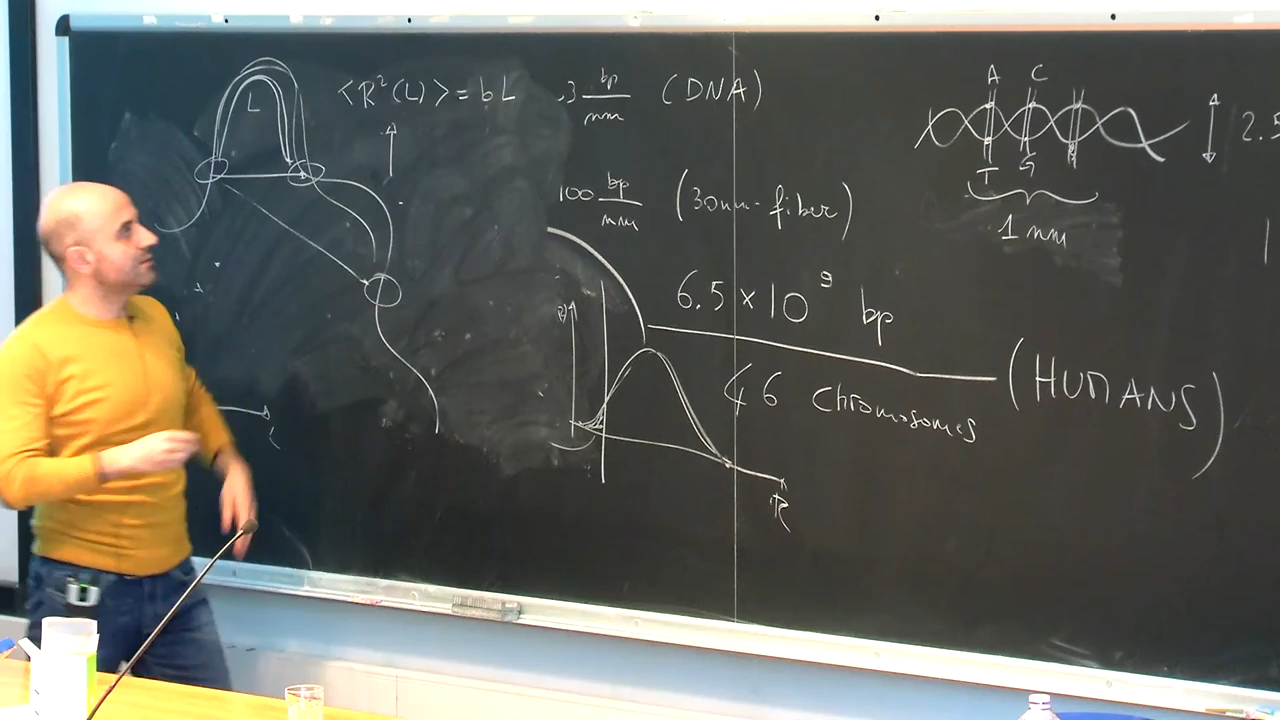 L
<R²(L)> = bL
.3 bp/nm (DNA)
100 bp/nm (30nm-fiber)
6.5 × 10⁹ bp
46 Chromosomes
(HUMANS)
R
A C
T G
1 nm
2.5